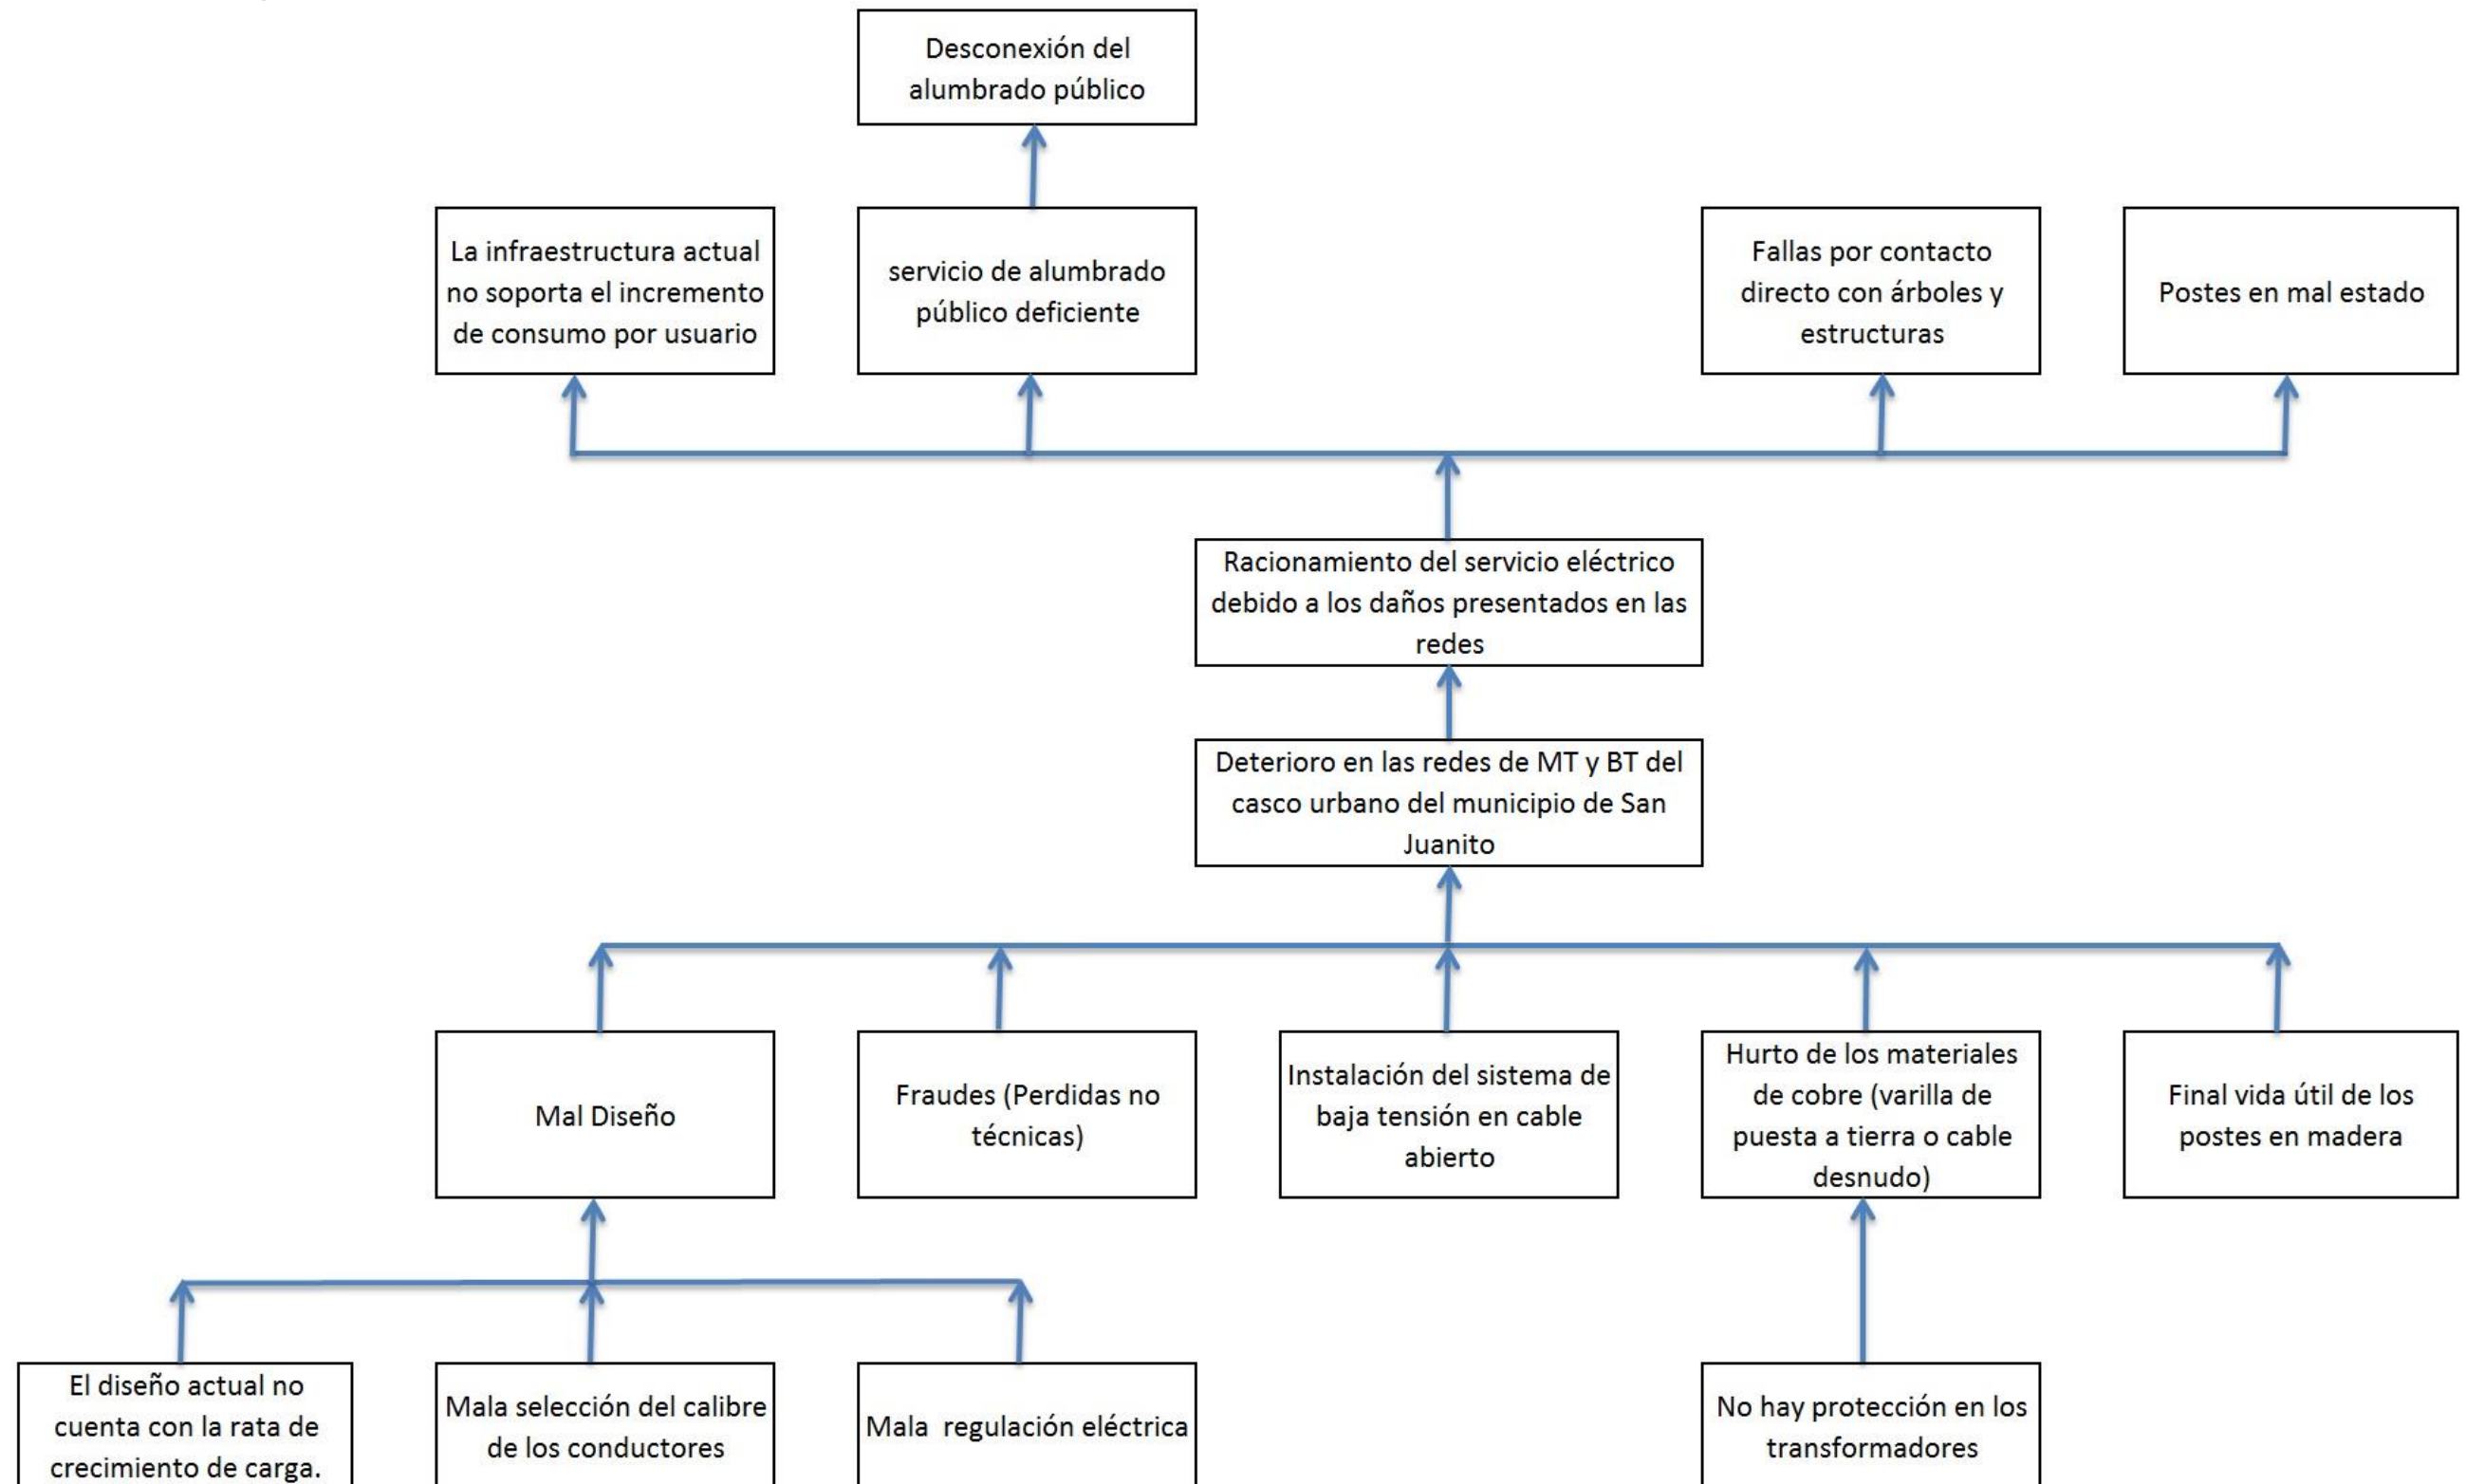 Desconexión del
alumbrado público
La infraestructura actual
no soporta el incremento
de consumo por usuario
servicio de alumbrado
público deficiente
Fallas por contacto
directo con árboles y
estructuras
Postes en mal estado
Racionamiento del servicio eléctrico
debido a los daños presentados en las
redes
Deterioro en las redes de MT y BT del
casco urbano del municipio de San
Juanito
Mal Diseño
Fraudes (Perdidas no
técnicas)
Instalación del sistema de
baja tensión en cable
abierto
Hurto de los materiales
de cobre (varilla de
puesta a tierra o cable
desnudo)
Final vida útil de los
postes en madera
El diseño actual no
cuenta con la rata de
crecimiento de carga.
Mala selección del calibre
de los conductores
Mala  regulación eléctrica
No hay protección en los
transformadores